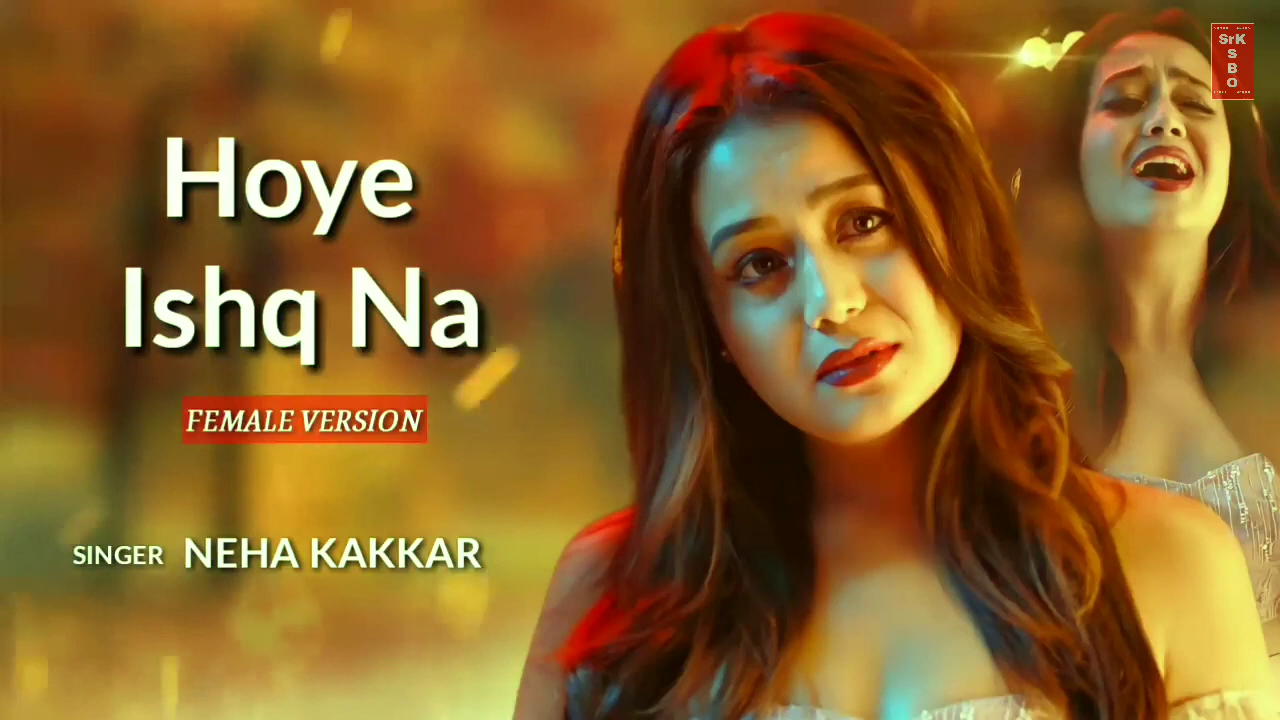 Hoye
Ishq Na
FEMALE VERSION
SINGER NEHA KAKKAR
SrK
S
B
O